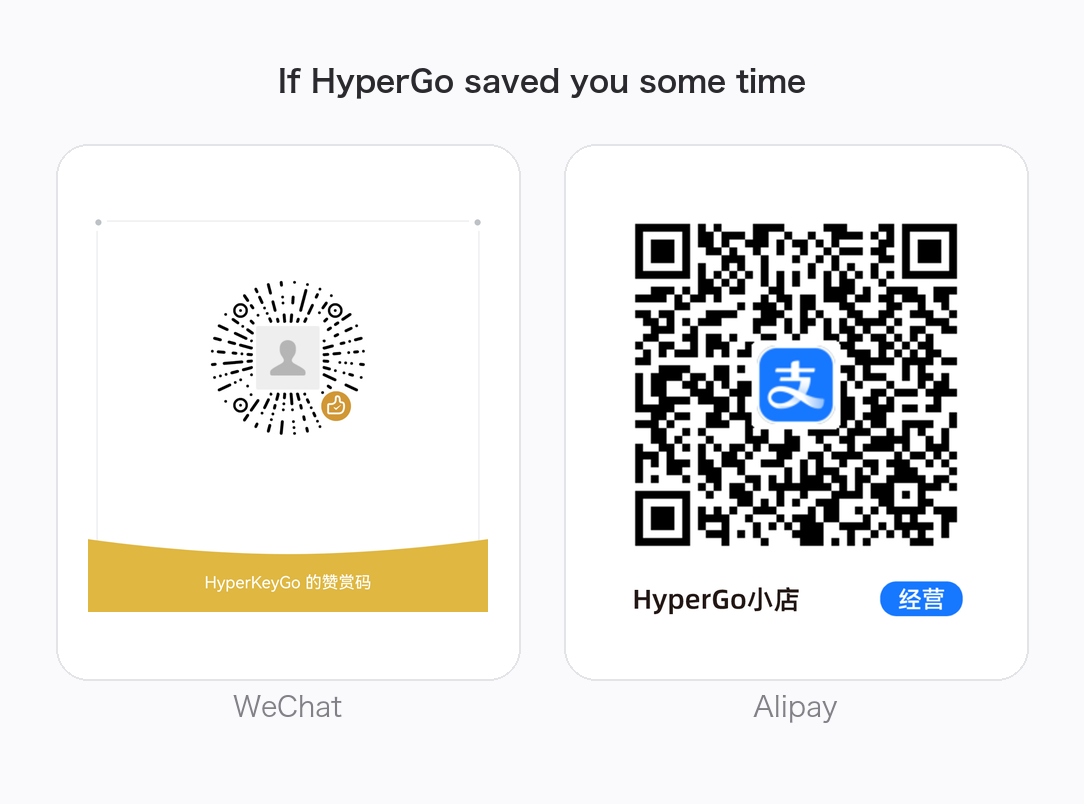 If HyperGo saved you some time
HyperKeyGo 的赞赏码
WeChat
支
HyperGo小店
经营
Alipay